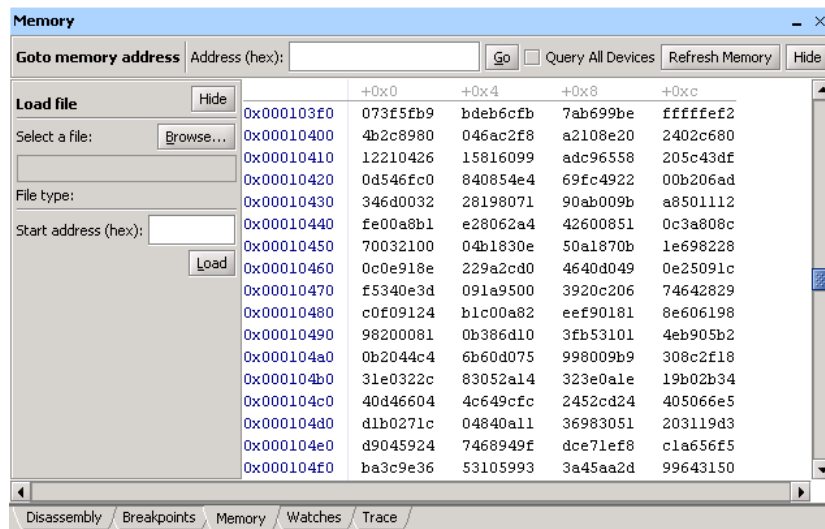 Memory
Goto memory address Address (hex): Go Query All Devices Refresh Memory Hide
Load file Hide
Select a file: Browse...
File type:
Start address (hex):
Load
+0x0 +0x4 +0x8 +0xc
0x000103f0 073f5fb9 bdeb6cfb 7ab699be fffffef2
0x00010400 4b2c8980 046ac2f8 a2108e20 2402c680
0x00010410 12210426 15816099 adc96558 205c43df
0x00010420 0d546fc0 840854e4 69fc4922 00b206ad
0x00010430 346d0032 28198071 90ab009b a8501112
0x00010440 fe00a8b1 e28062a4 42600851 0c3a808c
0x00010450 70032100 04b1830e 50a1870b 1e698228
0x00010460 0c0e918e 229a2cd0 4640d049 0e25091c
0x00010470 f5340e3d 091a9500 3920c206 74642829
0x00010480 c0f09124 b1c00a82 eef90181 8e606198
0x00010490 98200081 0b386d10 3fb53101 4eb905b2
0x000104a0 0b2044c4 6b60d075 998009b9 308c2f18
0x000104b0 31e0322c 83052a14 323e0a1e 19b02b34
0x000104c0 40d46604 4c649cfc 2452cd24 405066e5
0x000104d0 d1b0271c 04840a11 36983051 203119d3
0x000104e0 d9045924 7468949f dce71ef8 c1a656f5
0x000104f0 ba3c9e36 53105993 3a45aa2d 99643150
Disassembly Breakpoints Memory Watches Trace